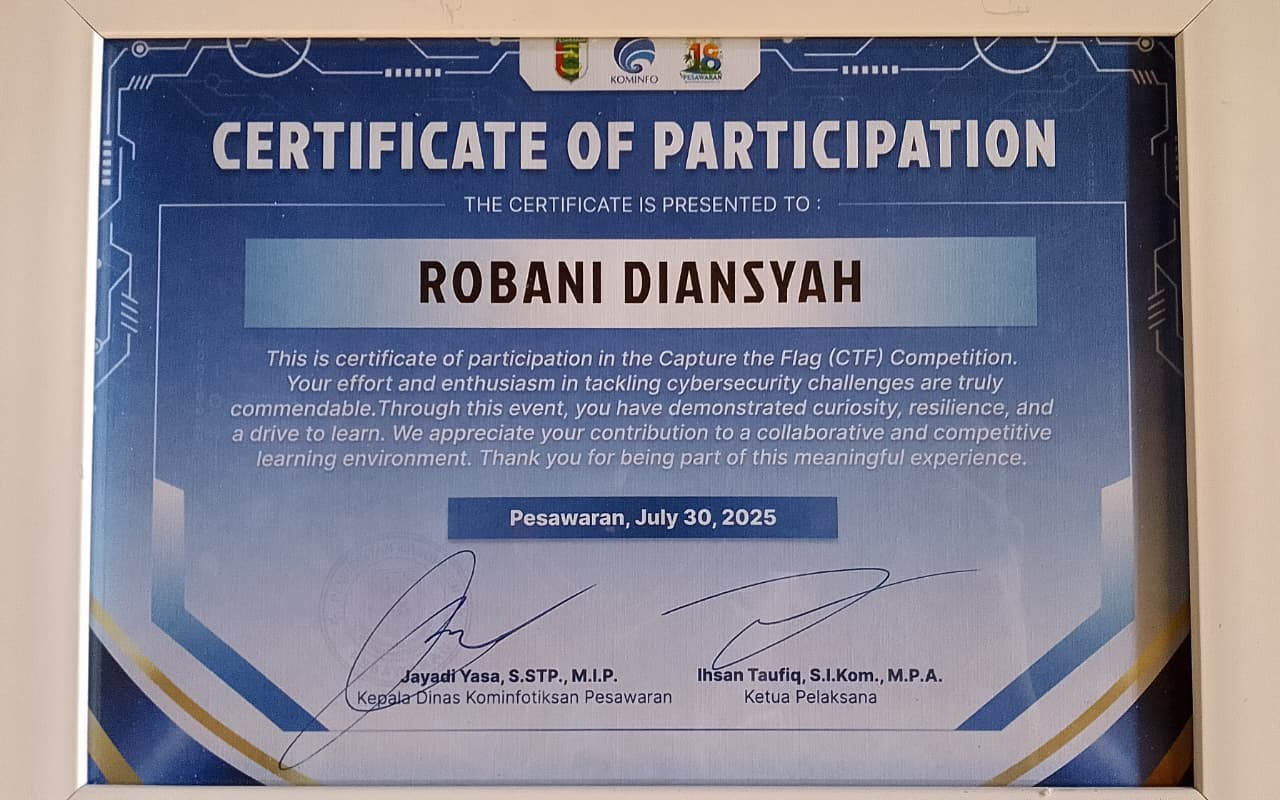 KOMINFO
18
PESAWARAN
CERTIFICATE OF PARTICIPATION
THE CERTIFICATE IS PRESENTED TO :
ROBANI DIANSYAH
This is certificate of participation in the Capture the Flag (CTF) Competition.
Your effort and enthusiasm in tackling cybersecurity challenges are truly
commendable.Through this event, you have demonstrated curiosity, resilience, and
a drive to learn. We appreciate your contribution to a collaborative and competitive
learning environment. Thank you for being part of this meaningful experience.
Pesawaran, July 30, 2025
Jayadi Yasa, S.STP., M.I.P.
Kepala Dinas Kominfotiksan Pesawaran
Ihsan Taufiq, S.I.Kom., M.P.A.
Ketua Pelaksana